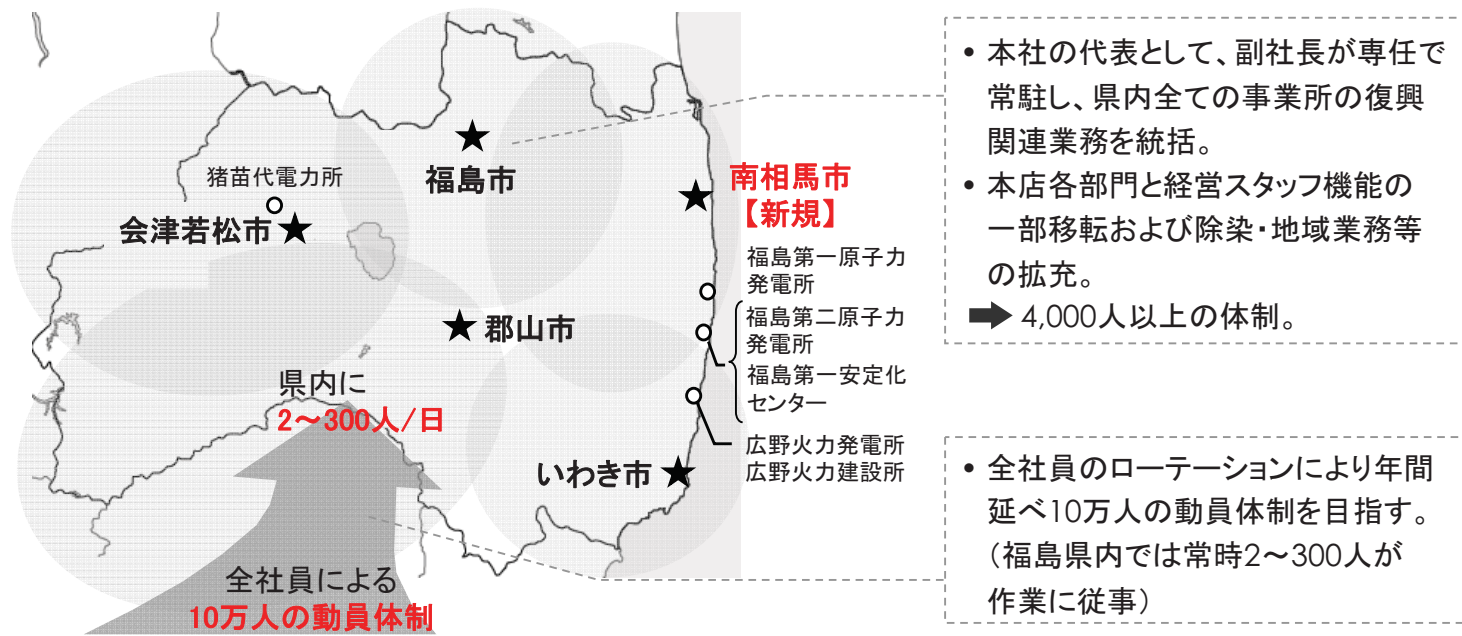 福島市
猪苗代電力所
会津若松市
南相馬市
【新規】
福島第一原子力
発電所
福島第二原子力
発電所
福島第一安定化
センター
広野火力発電所
広野火力建設所
郡山市
いわき市
県内に
2～300人/日
全社員による
10万人の動員体制
• 本社の代表として、副社長が専任で
常駐し、県内全ての事業所の復興
関連業務を統括。
• 本店各部門と経営スタッフ機能の
一部移転および除染・地域業務等
の拡充。
➡ 4,000人以上の体制。
• 全社員のローテーションにより年間
延べ10万人の動員体制を目指す。
（福島県内では常時2～300人が
作業に従事）